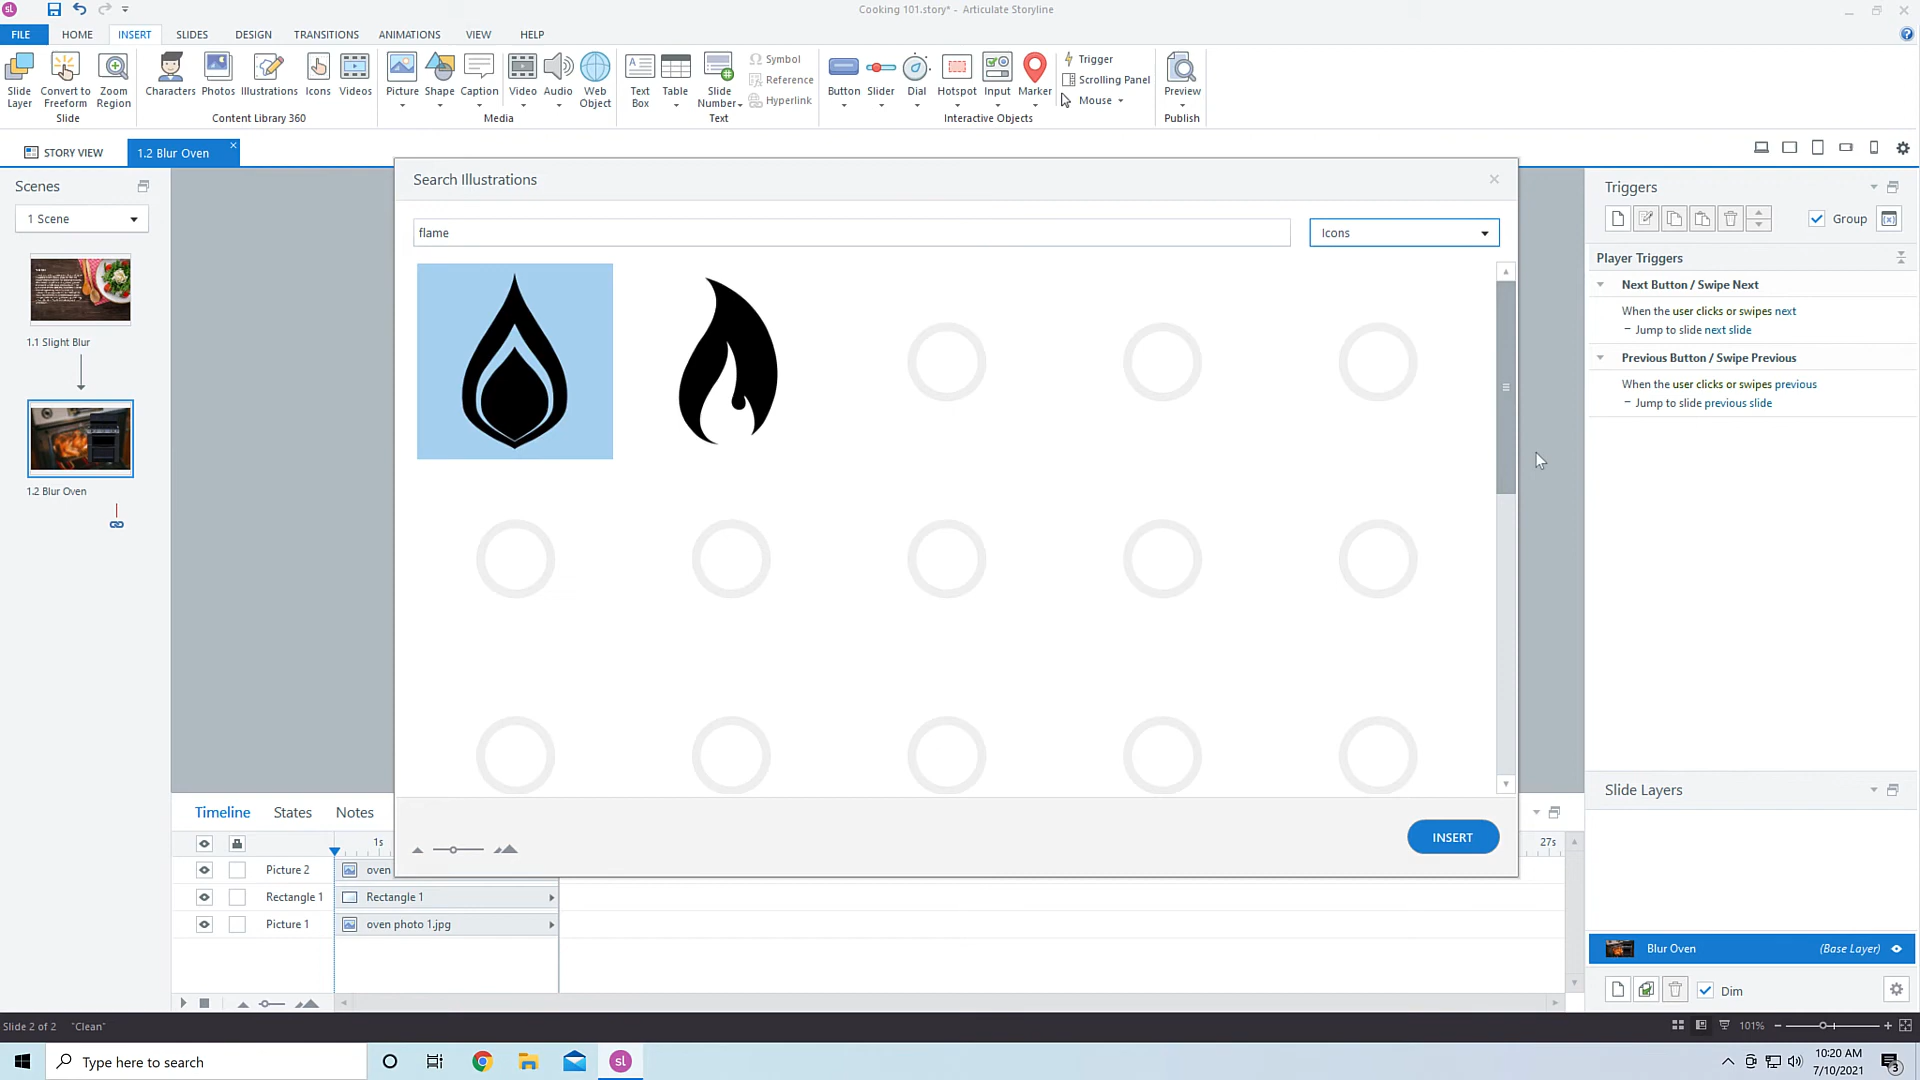 sl
Cooking 101.story* - Articulate Storyline
FILE HOME INSERT SLIDES DESIGN TRANSITIONS ANIMATIONS VIEW HELP
Slide Layer
Convert to Freeform
Zoom Region
Slide
Characters
Photos
Illustrations
Icons
Videos
Content Library 360
Picture
Shape
Caption
Video
Audio
Web Object
Media
Text Box
Table
Slide Number
Symbol
Reference
Hyperlink
Text
Button
Slider
Dial
Hotspot
Input
Marker
Trigger
Scrolling Panel
Mouse
Interactive Objects
Preview
Publish
STORY VIEW
1.2 Blur Oven
Scenes
1 Scene
1.1 Slight Blur
1.2 Blur Oven
Search Illustrations
flame
Icons
INSERT
Triggers
Group
Player Triggers
Next Button / Swipe Next
When the user clicks or swipes next
– Jump to slide next slide
Previous Button / Swipe Previous
When the user clicks or swipes previous
– Jump to slide previous slide
Timeline States Notes
1s
27s
Picture 2 oven
Rectangle 1 Rectangle 1
Picture 1 oven photo 1.jpg
Slide Layers
Blur Oven (Base Layer)
Dim
Slide 2 of 2 "Clean"
101%
Type here to search
sl
10:20 AM
7/10/2021
3